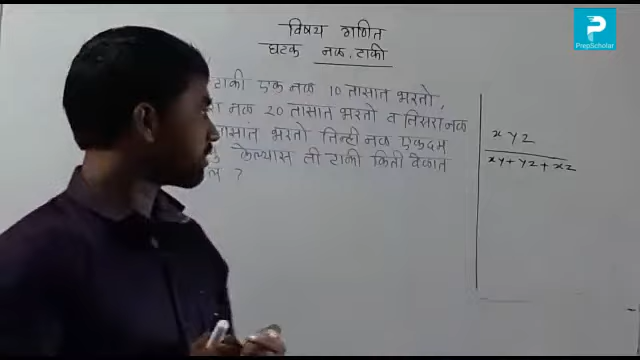 PrepScholar
विषय गणित
घटक नळ, टाकी
टाकी एक नळ 10 तासात भरतो,
नळ 20 तासात भरतो व तिसरा नळ
तासांत भरतो तिन्ही नळ एकदम
केल्यास ती टाकी किती वेळात
?
xyz
xy+yz+xz